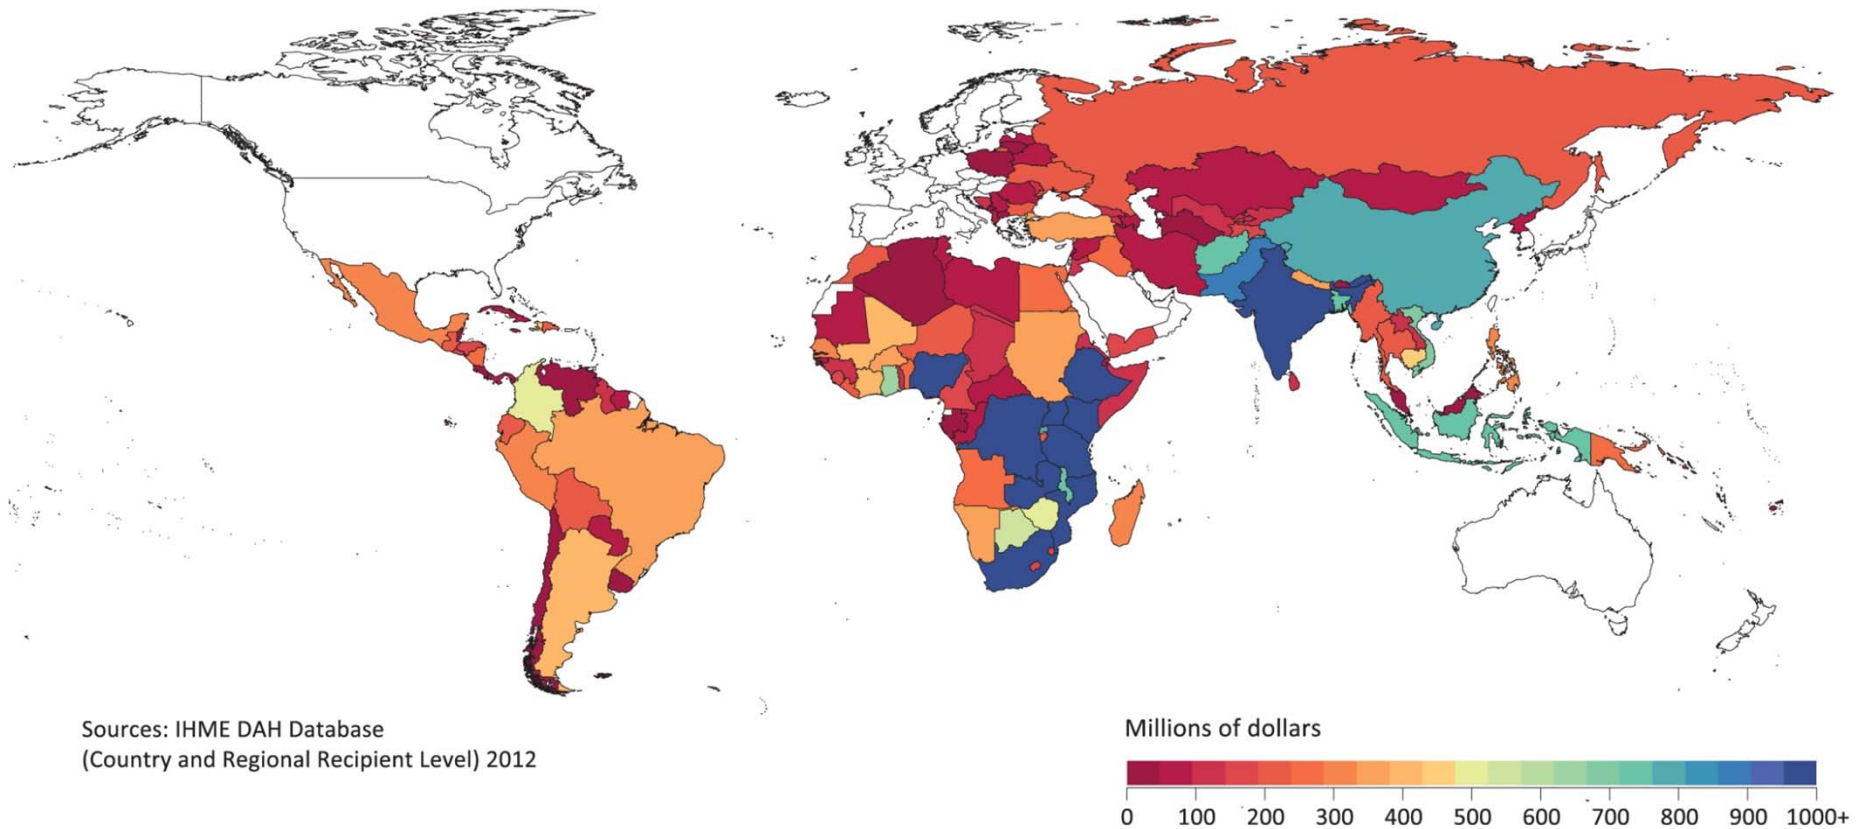 Sources: IHME DAH Database
(Country and Regional Recipient Level) 2012
Millions of dollars
0 100 200 300 400 500 600 700 800 900 1000+